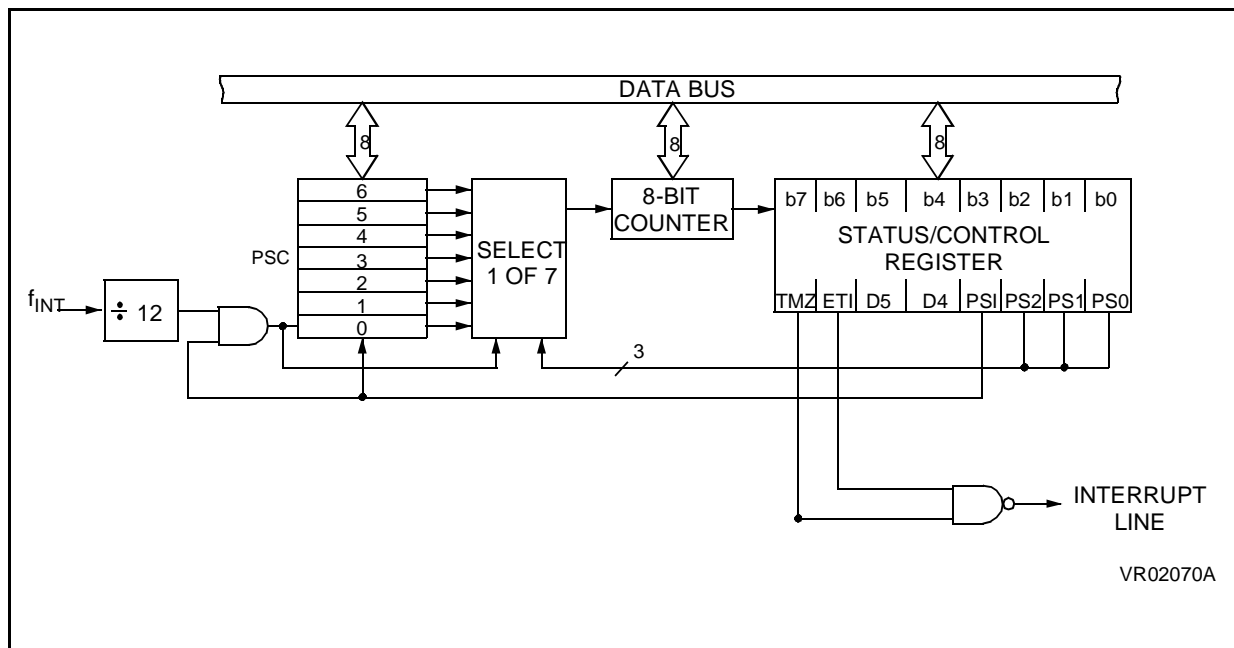 DATA BUS
8
8
8
6
5
4
3
2
1
0
PSC
SELECT
1 OF 7
8-BIT
COUNTER
b7 b6 b5 b4 b3 b2 b1 b0
STATUS/CONTROL
REGISTER
TMZ ETI D5 D4 PSI PS2 PS1 PS0
fINT
÷ 12
3
INTERRUPT
LINE
VR02070A